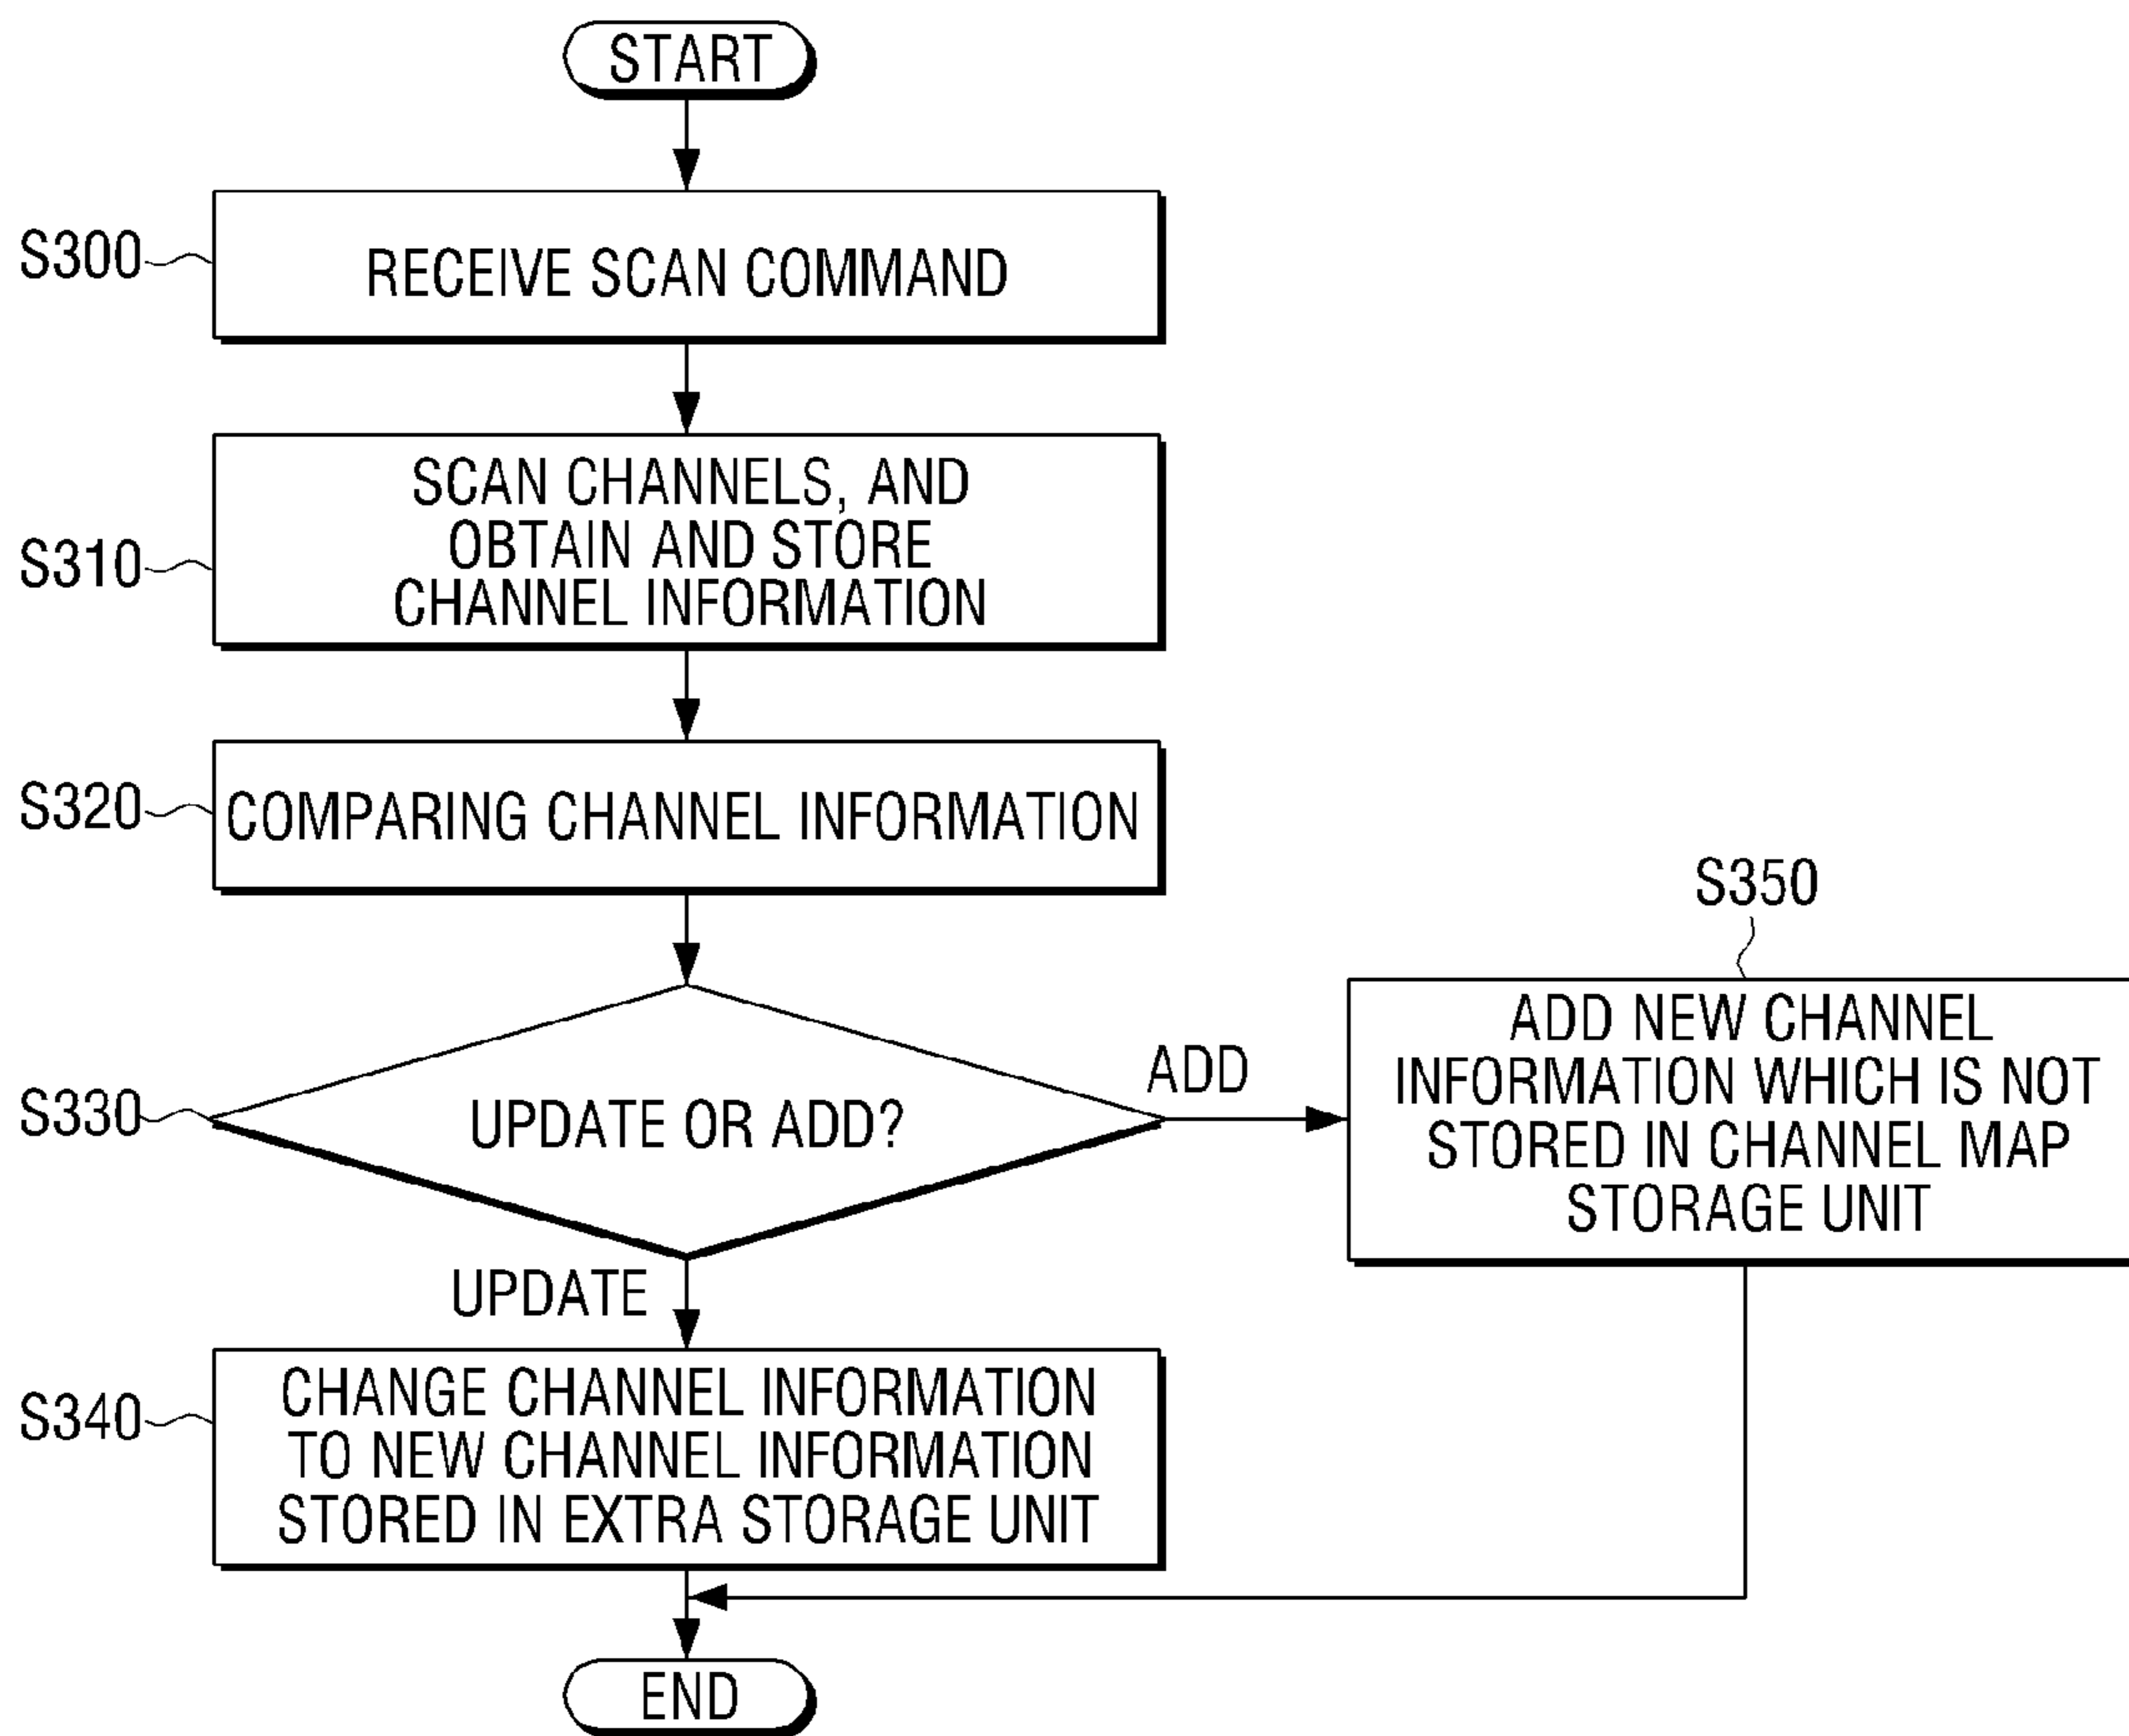 START
S300
RECEIVE SCAN COMMAND
S310
SCAN CHANNELS, AND
OBTAIN AND STORE
CHANNEL INFORMATION
S320
COMPARING CHANNEL INFORMATION
S330
UPDATE OR ADD?
ADD
S350
ADD NEW CHANNEL
INFORMATION WHICH IS NOT
STORED IN CHANNEL MAP
STORAGE UNIT
UPDATE
S340
CHANGE CHANNEL INFORMATION
TO NEW CHANNEL INFORMATION
STORED IN EXTRA STORAGE UNIT
END